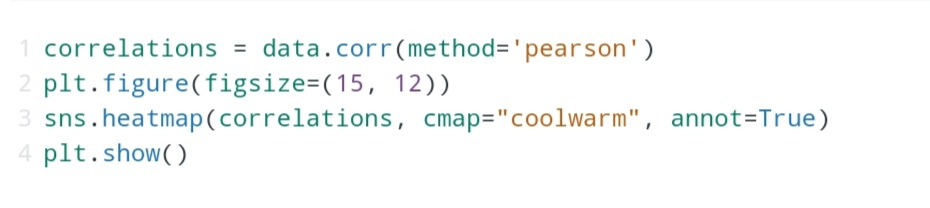 1 correlations = data.corr(method='pearson')
2 plt.figure(figsize=(15, 12))
3 sns.heatmap(correlations, cmap="coolwarm", annot=True)
4 plt.show()